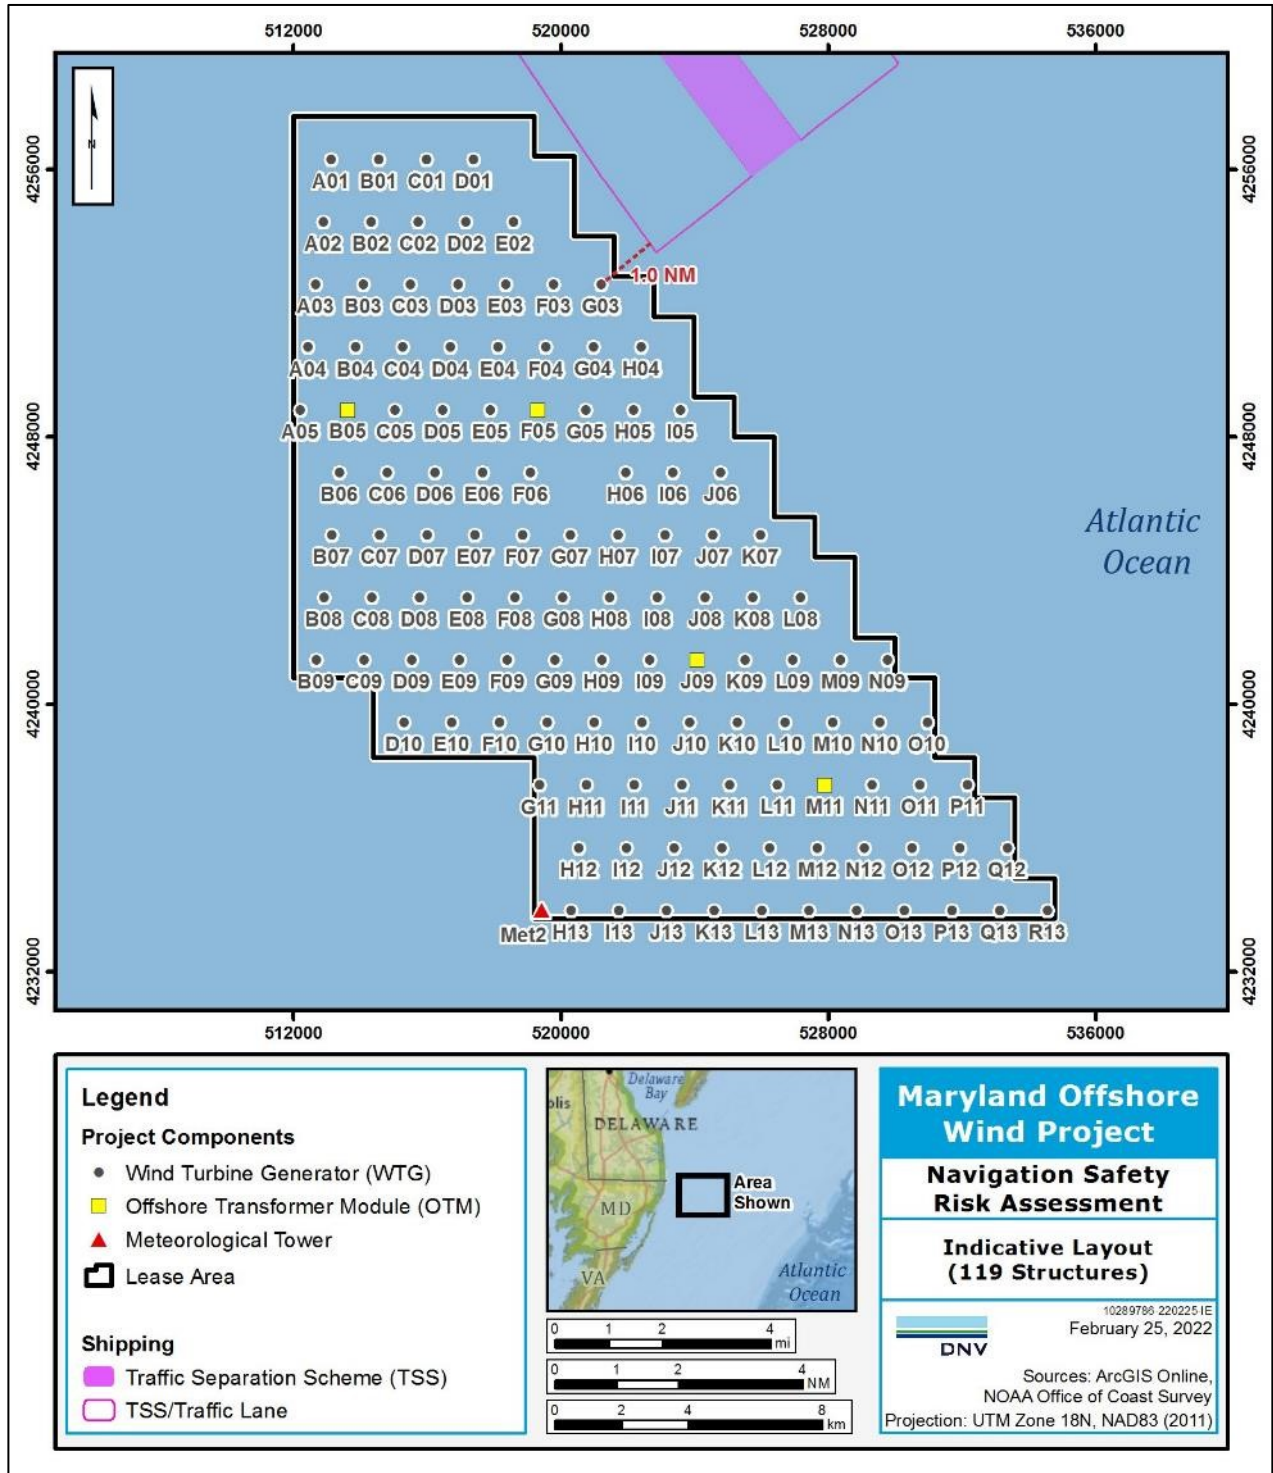 512000 520000 528000 536000
N
4256000 4256000
A01 B01 C01 D01
A02 B02 C02 D02 E02
1.0 NM
A03 B03 C03 D03 E03 F03 G03
A04 B04 C04 D04 E04 F04 G04 H04
A05 B05 C05 D05 E05 F05 G05 H05 I05
4248000 4248000
B06 C06 D06 E06 F06 H06 I06 J06
Atlantic
Ocean
B07 C07 D07 E07 F07 G07 H07 I07 J07 K07
B08 C08 D08 E08 F08 G08 H08 I08 J08 K08 L08
B09 C09 D09 E09 F09 G09 H09 I09 J09 K09 L09 M09 N09
4240000 4240000
D10 E10 F10 G10 H10 I10 J10 K10 L10 M10 N10 O10
G11 H11 I11 J11 K11 L11 M11 N11 O11 P11
H12 I12 J12 K12 L12 M12 N12 O12 P12 Q12
Met2 H13 I13 J13 K13 L13 M13 N13 O13 P13 Q13 R13
4232000 4232000
512000 520000 528000 536000
Legend
Project Components
Wind Turbine Generator (WTG)
Offshore Transformer Module (OTM)
Meteorological Tower
Lease Area
Shipping
Traffic Separation Scheme (TSS)
TSS/Traffic Lane
Delaware
Bay
plis
DELAWARE
Area
Shown
MD
VA
Atlantic
Ocean
0 1 2 4
mi
0 1 2 4
NM
0 2 4 8
km
Maryland Offshore
Wind Project
Navigation Safety
Risk Assessment
Indicative Layout
(119 Structures)
10289786-220225-IE
February 25, 2022
DNV
Sources: ArcGIS Online,
NOAA Office of Coast Survey
Projection: UTM Zone 18N, NAD83 (2011)